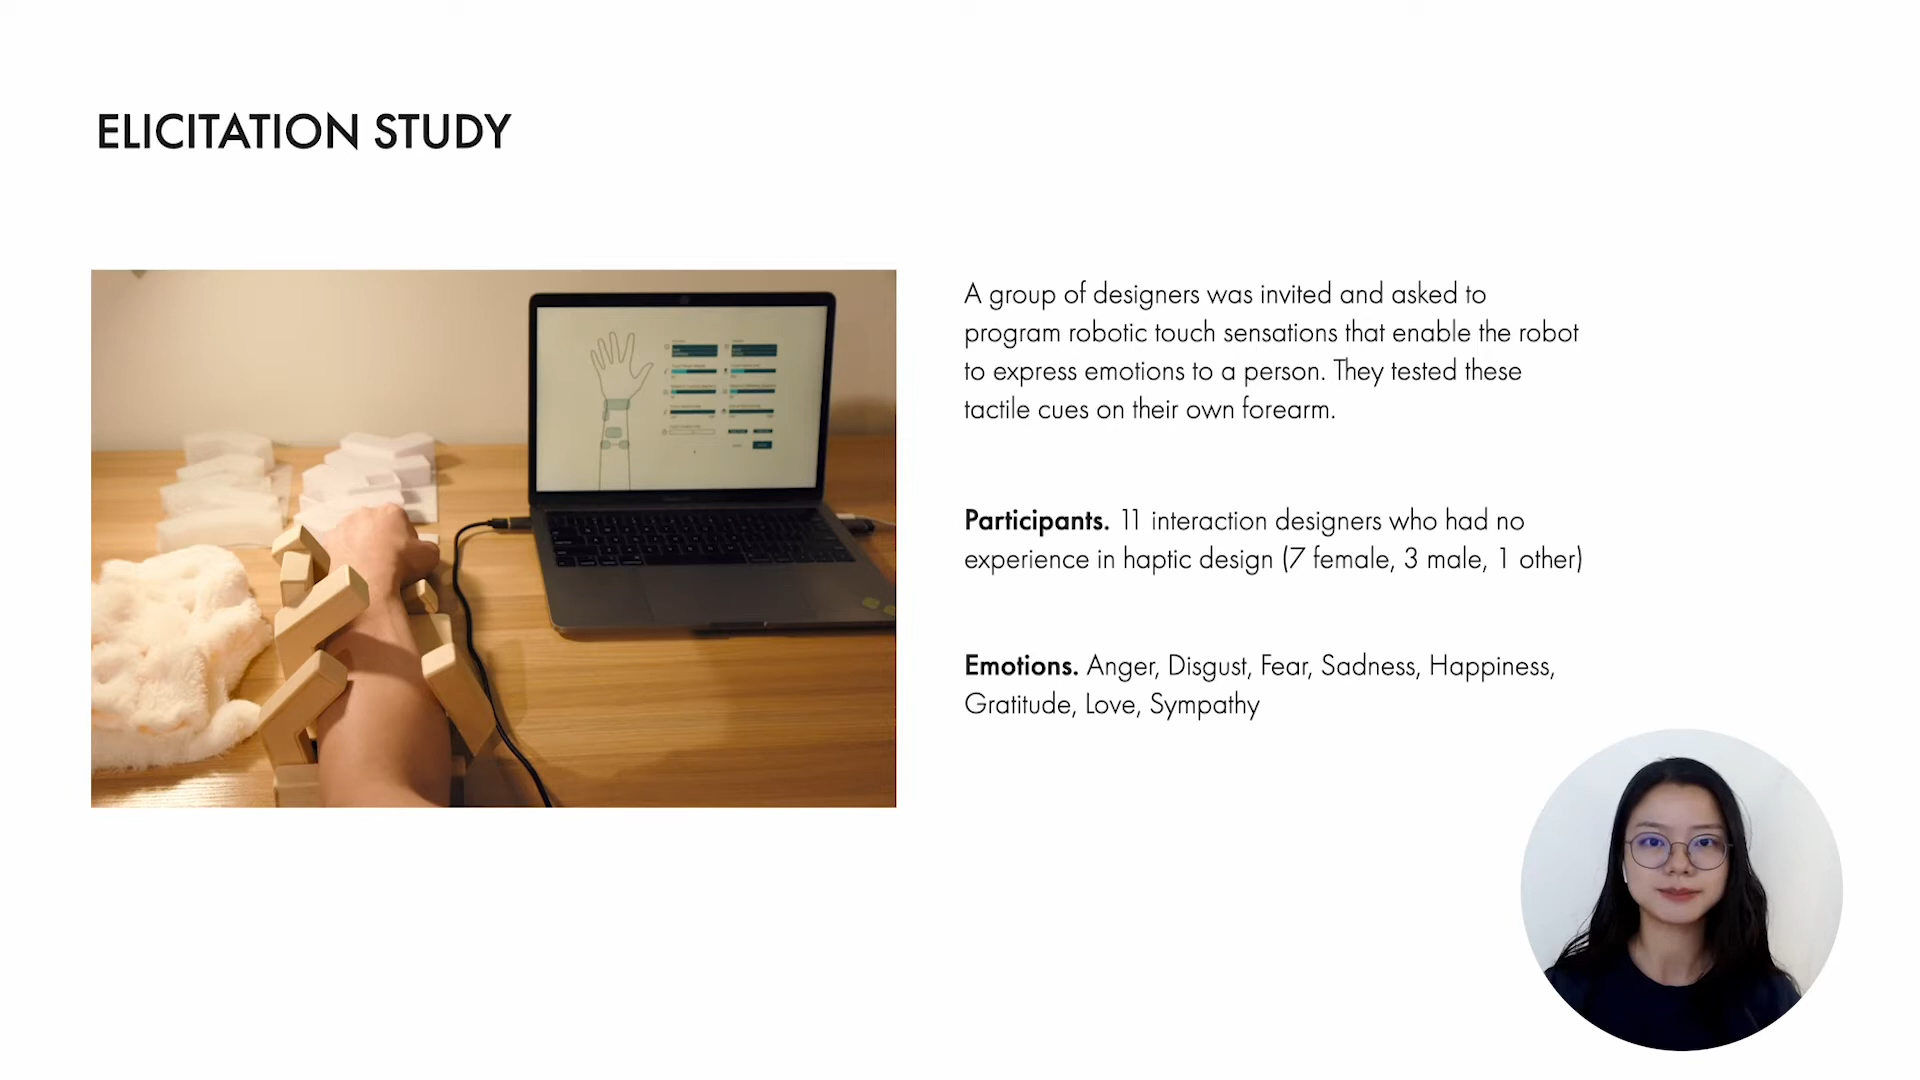 ELICITATION STUDY
A group of designers was invited and asked to
program robotic touch sensations that enable the robot
to express emotions to a person. They tested these
tactile cues on their own forearm.
Participants. 11 interaction designers who had no
experience in haptic design (7 female, 3 male, 1 other)
Emotions. Anger, Disgust, Fear, Sadness, Happiness,
Gratitude, Love, Sympathy